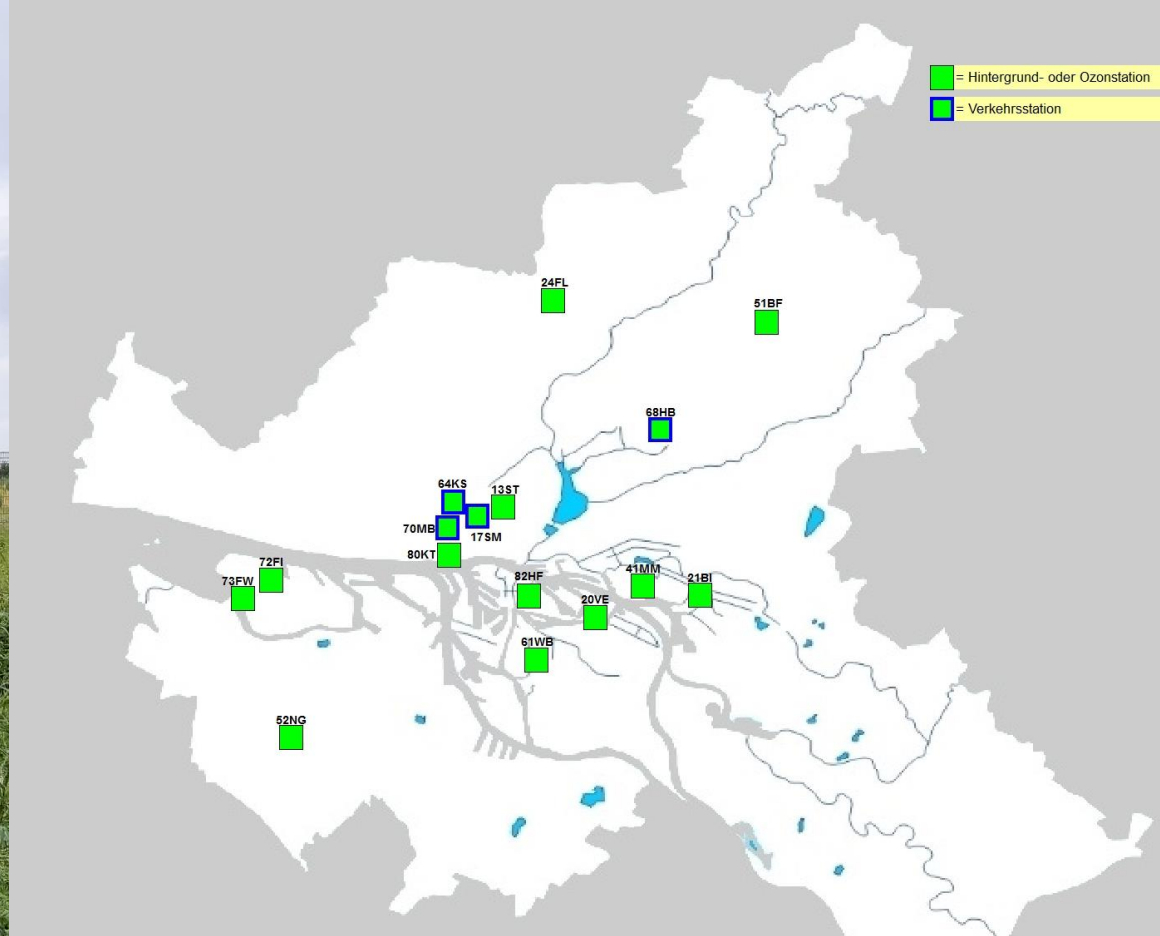 = Hintergrund- oder Ozonstation
= Verkehrsstation
24FL
51BF
68HB
64KS
13ST
70MB
17SM
80KT
72FI
73FW
82HF
41MM
21BI
20VE
61WB
52NG